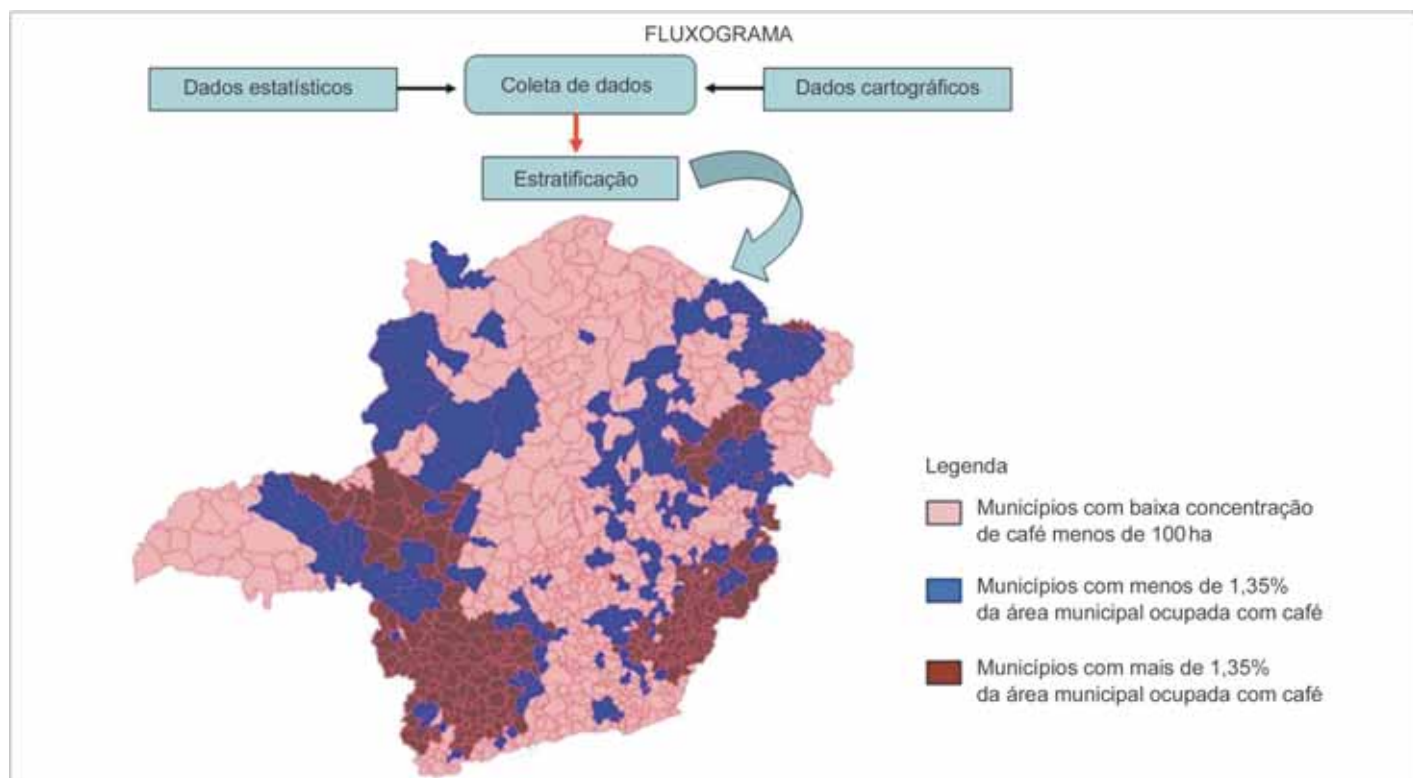 FLUXOGRAMA
Dados estatísticos
Coleta de dados
Dados cartográficos
Estratificação
Legenda
Municípios com baixa concentração
de café menos de 100 ha
Municípios com menos de 1,35%
da área municipal ocupada com café
Municípios com mais de 1,35%
da área municipal ocupada com café